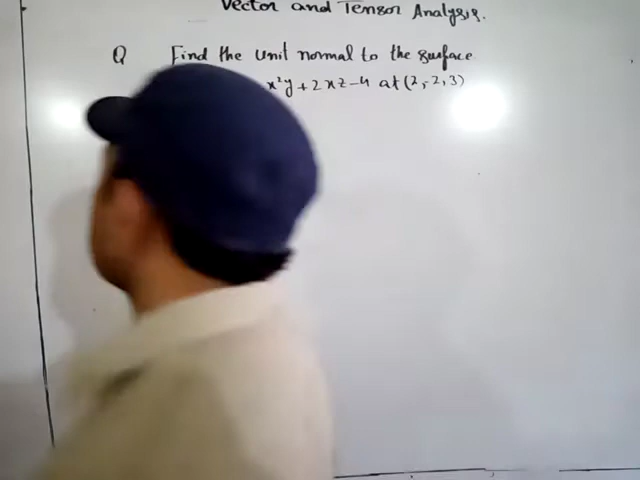 Vector and Tensor Analysis.
Q Find the unit normal to the surface
x²y + 2xz - 4 at (2, -2, 3)